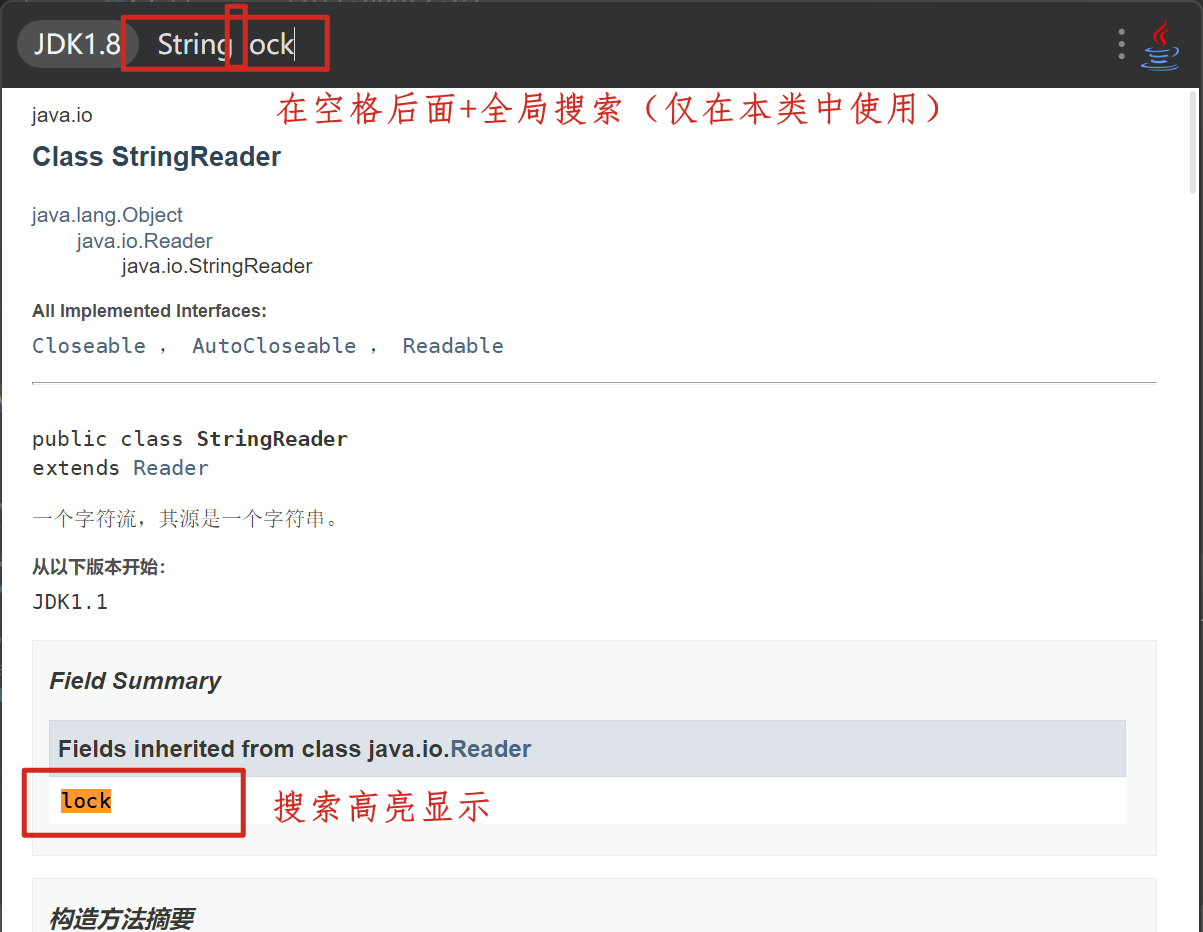 JDK1.8 String ock
在空格后面+全局搜索（仅在本类中使用）
java.io
Class StringReader
java.lang.Object
java.io.Reader
java.io.StringReader
All Implemented Interfaces:
Closeable ， AutoCloseable ， Readable
public class StringReader
extends Reader
一个字符流，其源是一个字符串。
从以下版本开始:
JDK1.1
Field Summary
Fields inherited from class java.io.Reader
lock
搜索高亮显示
构造方法摘要